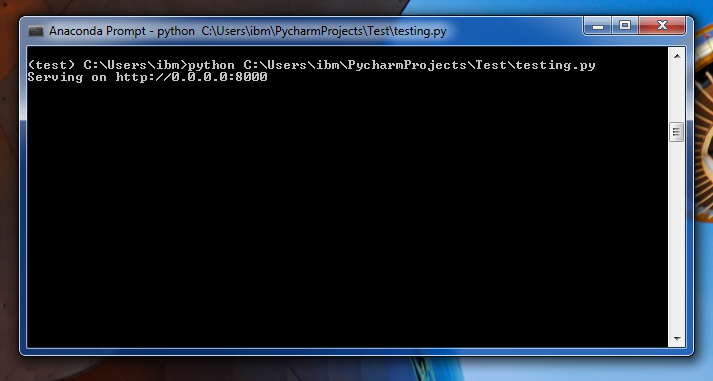 Anaconda Prompt - python  C:\Users\ibm\PycharmProjects\Test\testing.py
(test) C:\Users\ibm>python C:\Users\ibm\PycharmProjects\Test\testing.py
Serving on http://0.0.0.0:8000